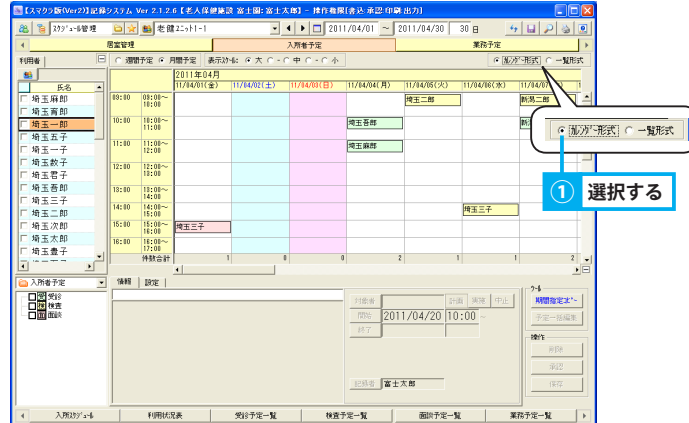 【スマクラ版(Ver2)】記録システム Ver 2.1.2.6 【老人保健施設 富士園:富士太郎】 - 操作権限[書込:承認:印刷:出力]
ｽｹｼﾞｭｰﾙ管理 老健ﾕﾆｯﾄ1-1 2011/04/01 ～ 2011/04/30 30 日
居室管理 入所者予定 業務予定
利用者 週間予定 月間予定 表示ｽｹｰﾙ: 大 中 小 ｶﾚﾝﾀﾞｰ形式 一覧形式
2011年04月
氏名 11/04/01(金) 11/04/02(土) 11/04/03(日) 11/04/04(月) 11/04/05(火) 11/04/06(水) 11/04/07(
埼玉麻郎
埼玉宵郎
埼玉一郎
埼玉五子
埼玉一子
埼玉数子
埼玉君子
埼玉吾郎
埼玉三子
埼玉二郎
埼玉次郎
埼玉太郎
埼玉豊子
09:00 09:00～
10:00
埼玉二郎 新潟二郎
10:00 10:00～
11:00
埼玉吾郎
11:00 11:00～
12:00
埼玉麻郎
12:00 12:00～
13:00
13:00 13:00～
14:00
14:00 14:00～
15:00
埼玉三子
15:00 15:00～
16:00
埼玉三子
16:00 16:00～
17:00
件数合計 1 0 0 2 1 1 2
ｶﾚﾝﾀﾞｰ形式 一覧形式
① 選択する
入所者予定
受 受診
検 検査
面 面談
情報 設定
対象者 計画 実施 中止
開始 2011/04/20 10:00 ～
終了
記録者 富士太郎
ﾂｰﾙ
期間指定ｺﾋﾟｰ
予定一括編集
操作
削除
承認
保存
入所ｽｹｼﾞｭｰﾙ 利用状況表 受診予定一覧 検査予定一覧 面談予定一覧 業務予定一覧